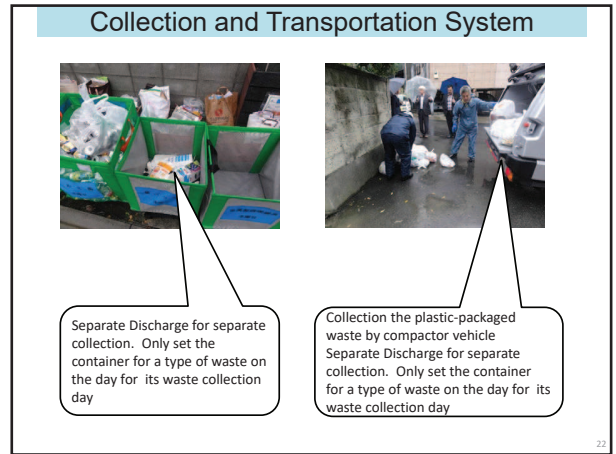 Collection and Transportation System
Separate Discharge for separate
collection.  Only set the
container for a type of waste on
the day for  its waste collection
day
Collection the plastic-packaged
waste by compactor vehicle
Separate Discharge for separate
collection.  Only set the container
for a type of waste on the day for  its
waste collection day
22